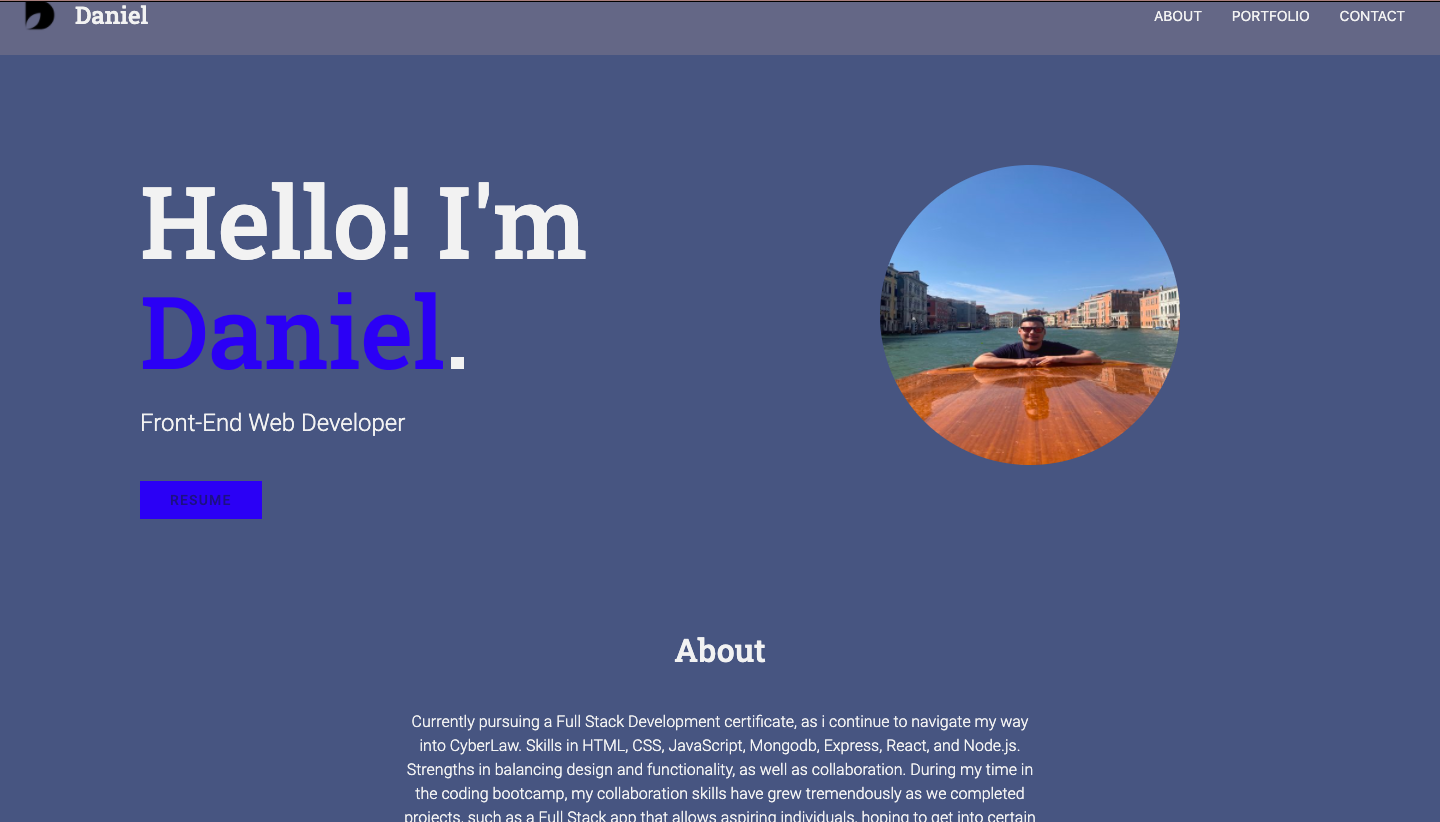 Daniel
ABOUT PORTFOLIO CONTACT
Hello! I'm
Daniel.
Front-End Web Developer
RESUME
About
Currently pursuing a Full Stack Development certificate, as i continue to navigate my way
into CyberLaw. Skills in HTML, CSS, JavaScript, Mongodb, Express, React, and Node.js.
Strengths in balancing design and functionality, as well as collaboration. During my time in
the coding bootcamp, my collaboration skills have grew tremendously as we completed
projects, such as a Full Stack app that allows aspiring individuals, hoping to get into certain